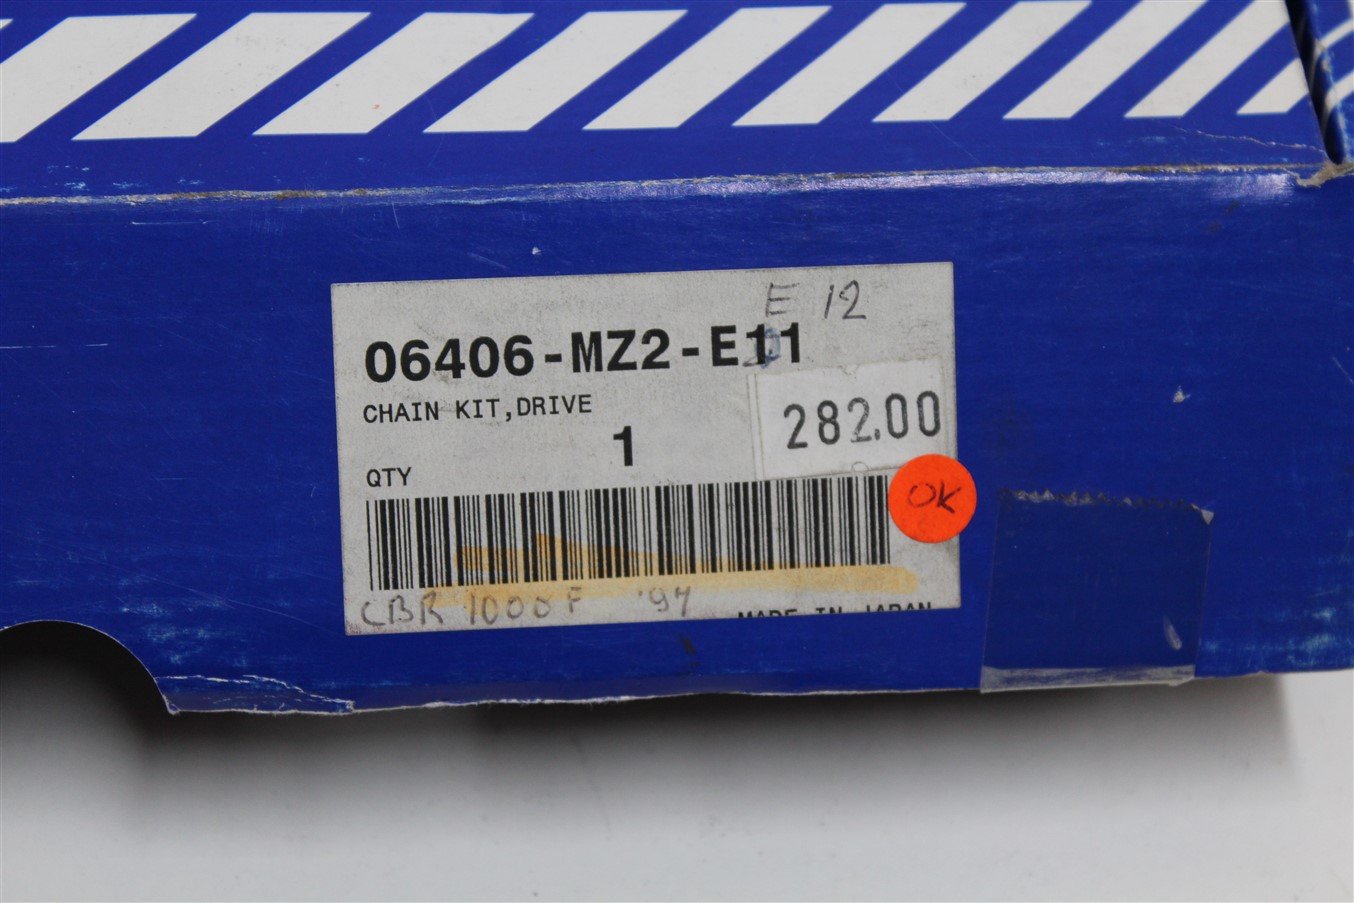 E 12
06406-MZ2-E11
CHAIN KIT,DRIVE
282.00
1
QTY
OK
CBR 1000F '97
MADE IN JAPAN